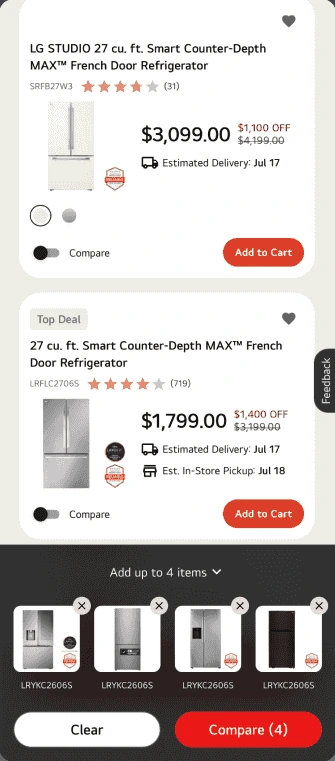 LG STUDIO 27 cu. ft. Smart Counter-Depth
MAX™ French Door Refrigerator
SRFB27W3 (31)
$3,099.00 $1,100 OFF
$4,199.00
Estimated Delivery: Jul 17
Compare Add to Cart
Top Deal
27 cu. ft. Smart Counter-Depth MAX™ French
Door Refrigerator
LRFLC2706S (719)
$1,799.00 $1,400 OFF
$3,199.00
Estimated Delivery: Jul 17
Est. In-Store Pickup: Jul 18
Compare Add to Cart
Feedback
Add up to 4 items
LRYKC2606S LRYKC2606S LRYKC2606S LRYKC2606S
Clear Compare (4)